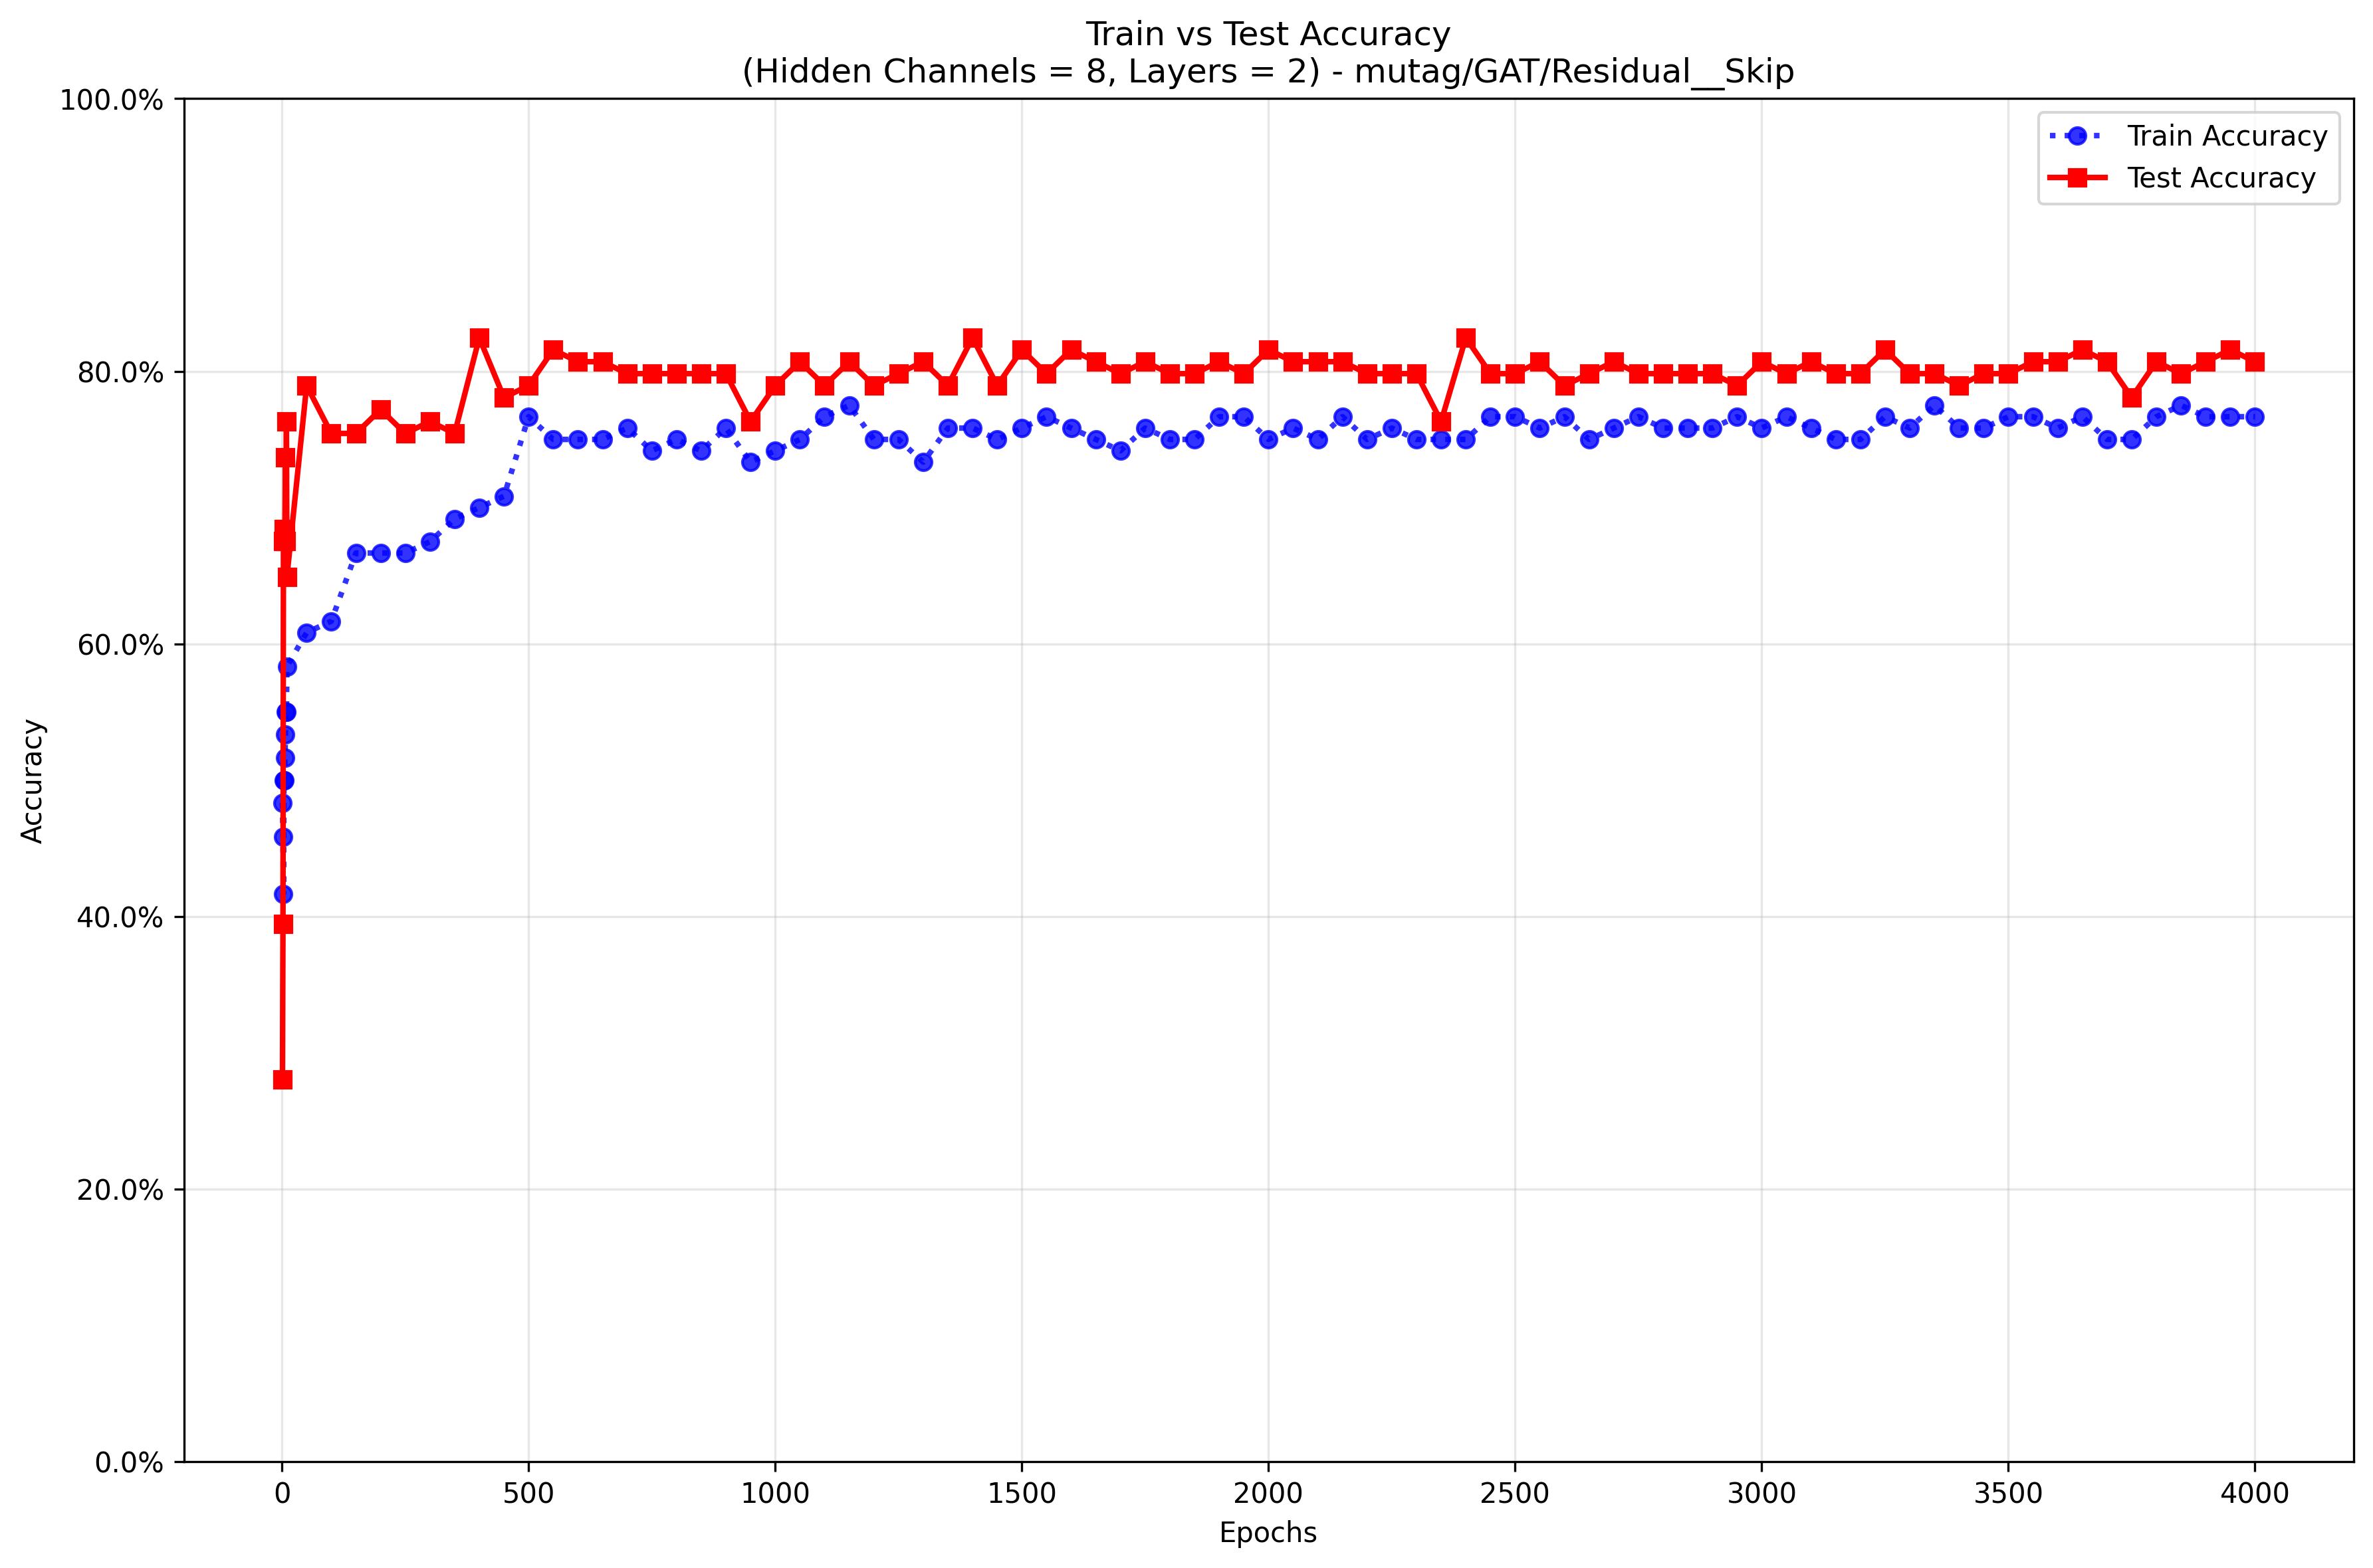 Train vs Test Accuracy
(Hidden Channels = 8, Layers = 2) - mutag/GAT/Residual__Skip
100.0%
80.0%
60.0%
40.0%
20.0%
0.0%
Accuracy
Train Accuracy
Test Accuracy
0 500 1000 1500 2000 2500 3000 3500 4000
Epochs